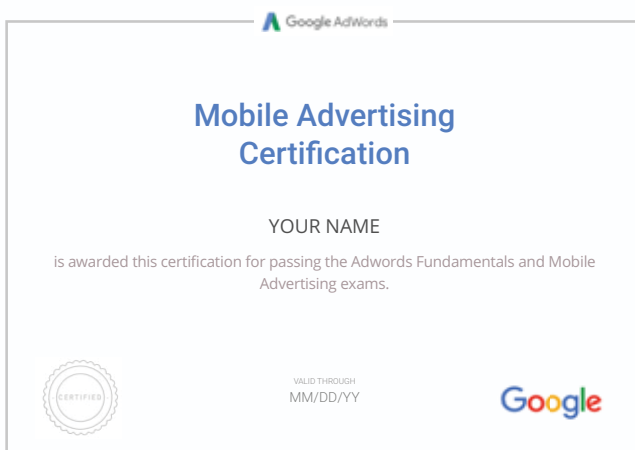 Google AdWords
Mobile Advertising
Certification
YOUR NAME
is awarded this certification for passing the Adwords Fundamentals and Mobile
Advertising exams.
CERTIFIED
VALID THROUGH
MM/DD/YY
Google